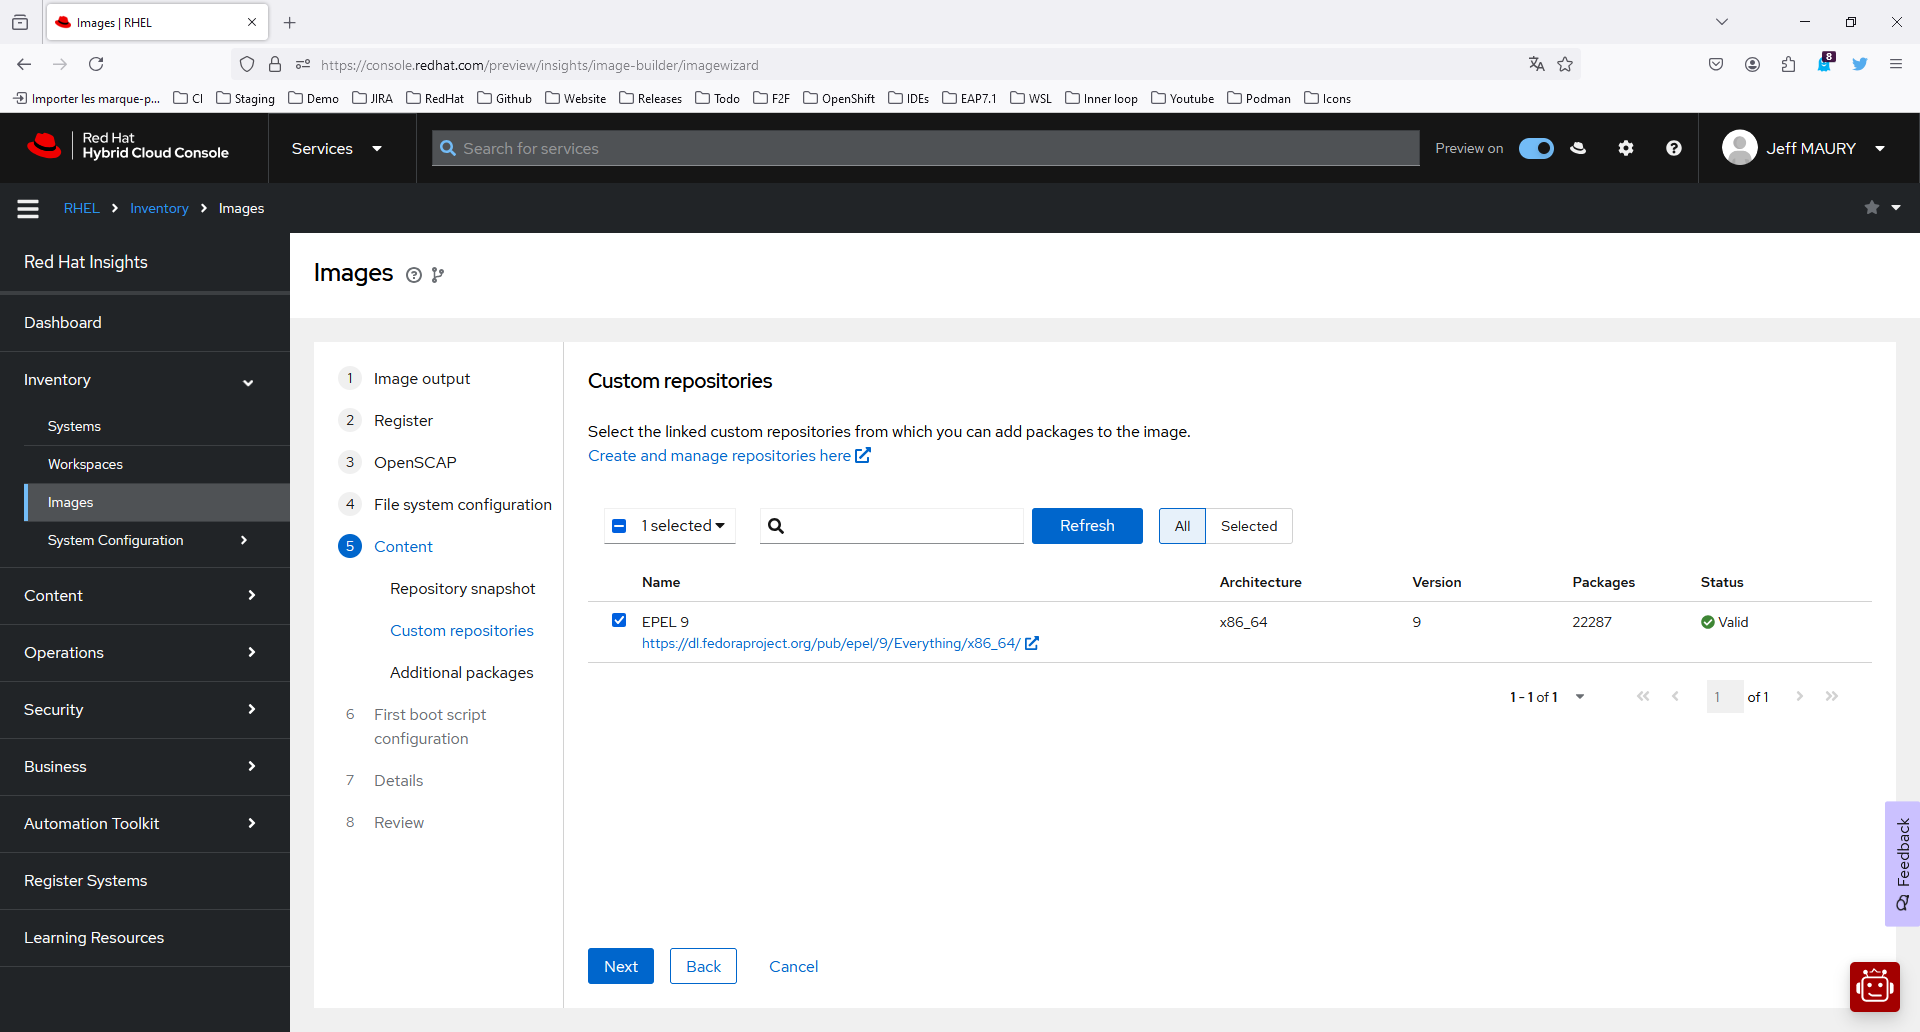 Images | RHEL
https://console.redhat.com/preview/insights/image-builder/imagewizard
8
Importer les marque-p... CI Staging Demo JIRA RedHat Github Website Releases Todo F2F OpenShift IDEs EAP7.1 WSL Inner loop Youtube Podman Icons
Red Hat
Hybrid Cloud Console
Services
Search for services
Preview on
Jeff MAURY
RHEL Inventory Images
Red Hat Insights
Dashboard
Inventory
Systems
Workspaces
Images
System Configuration
Content
Operations
Security
Business
Automation Toolkit
Register Systems
Learning Resources
Images
1 Image output
2 Register
3 OpenSCAP
4 File system configuration
5 Content
Repository snapshot
Custom repositories
Additional packages
6 First boot script
configuration
7 Details
8 Review
Custom repositories
Select the linked custom repositories from which you can add packages to the image.
Create and manage repositories here
1 selected Refresh All Selected
Name Architecture Version Packages Status
EPEL 9 x86_64 9 22287 Valid
https://dl.fedoraproject.org/pub/epel/9/Everything/x86_64/
1 - 1 of 1 1 of 1
Next Back Cancel
Feedback